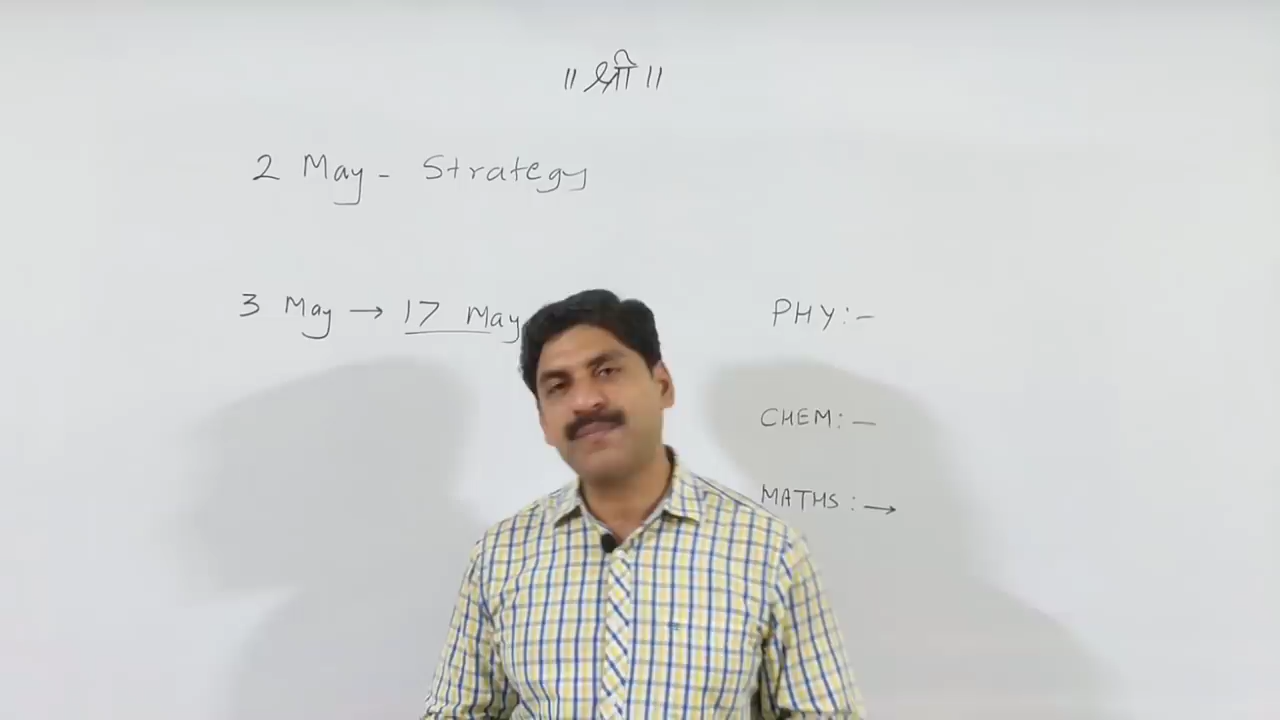 ॥ श्री ॥
2 May - Strategy
3 May → 17 May
PHY :-
CHEM : —
MATHS : →